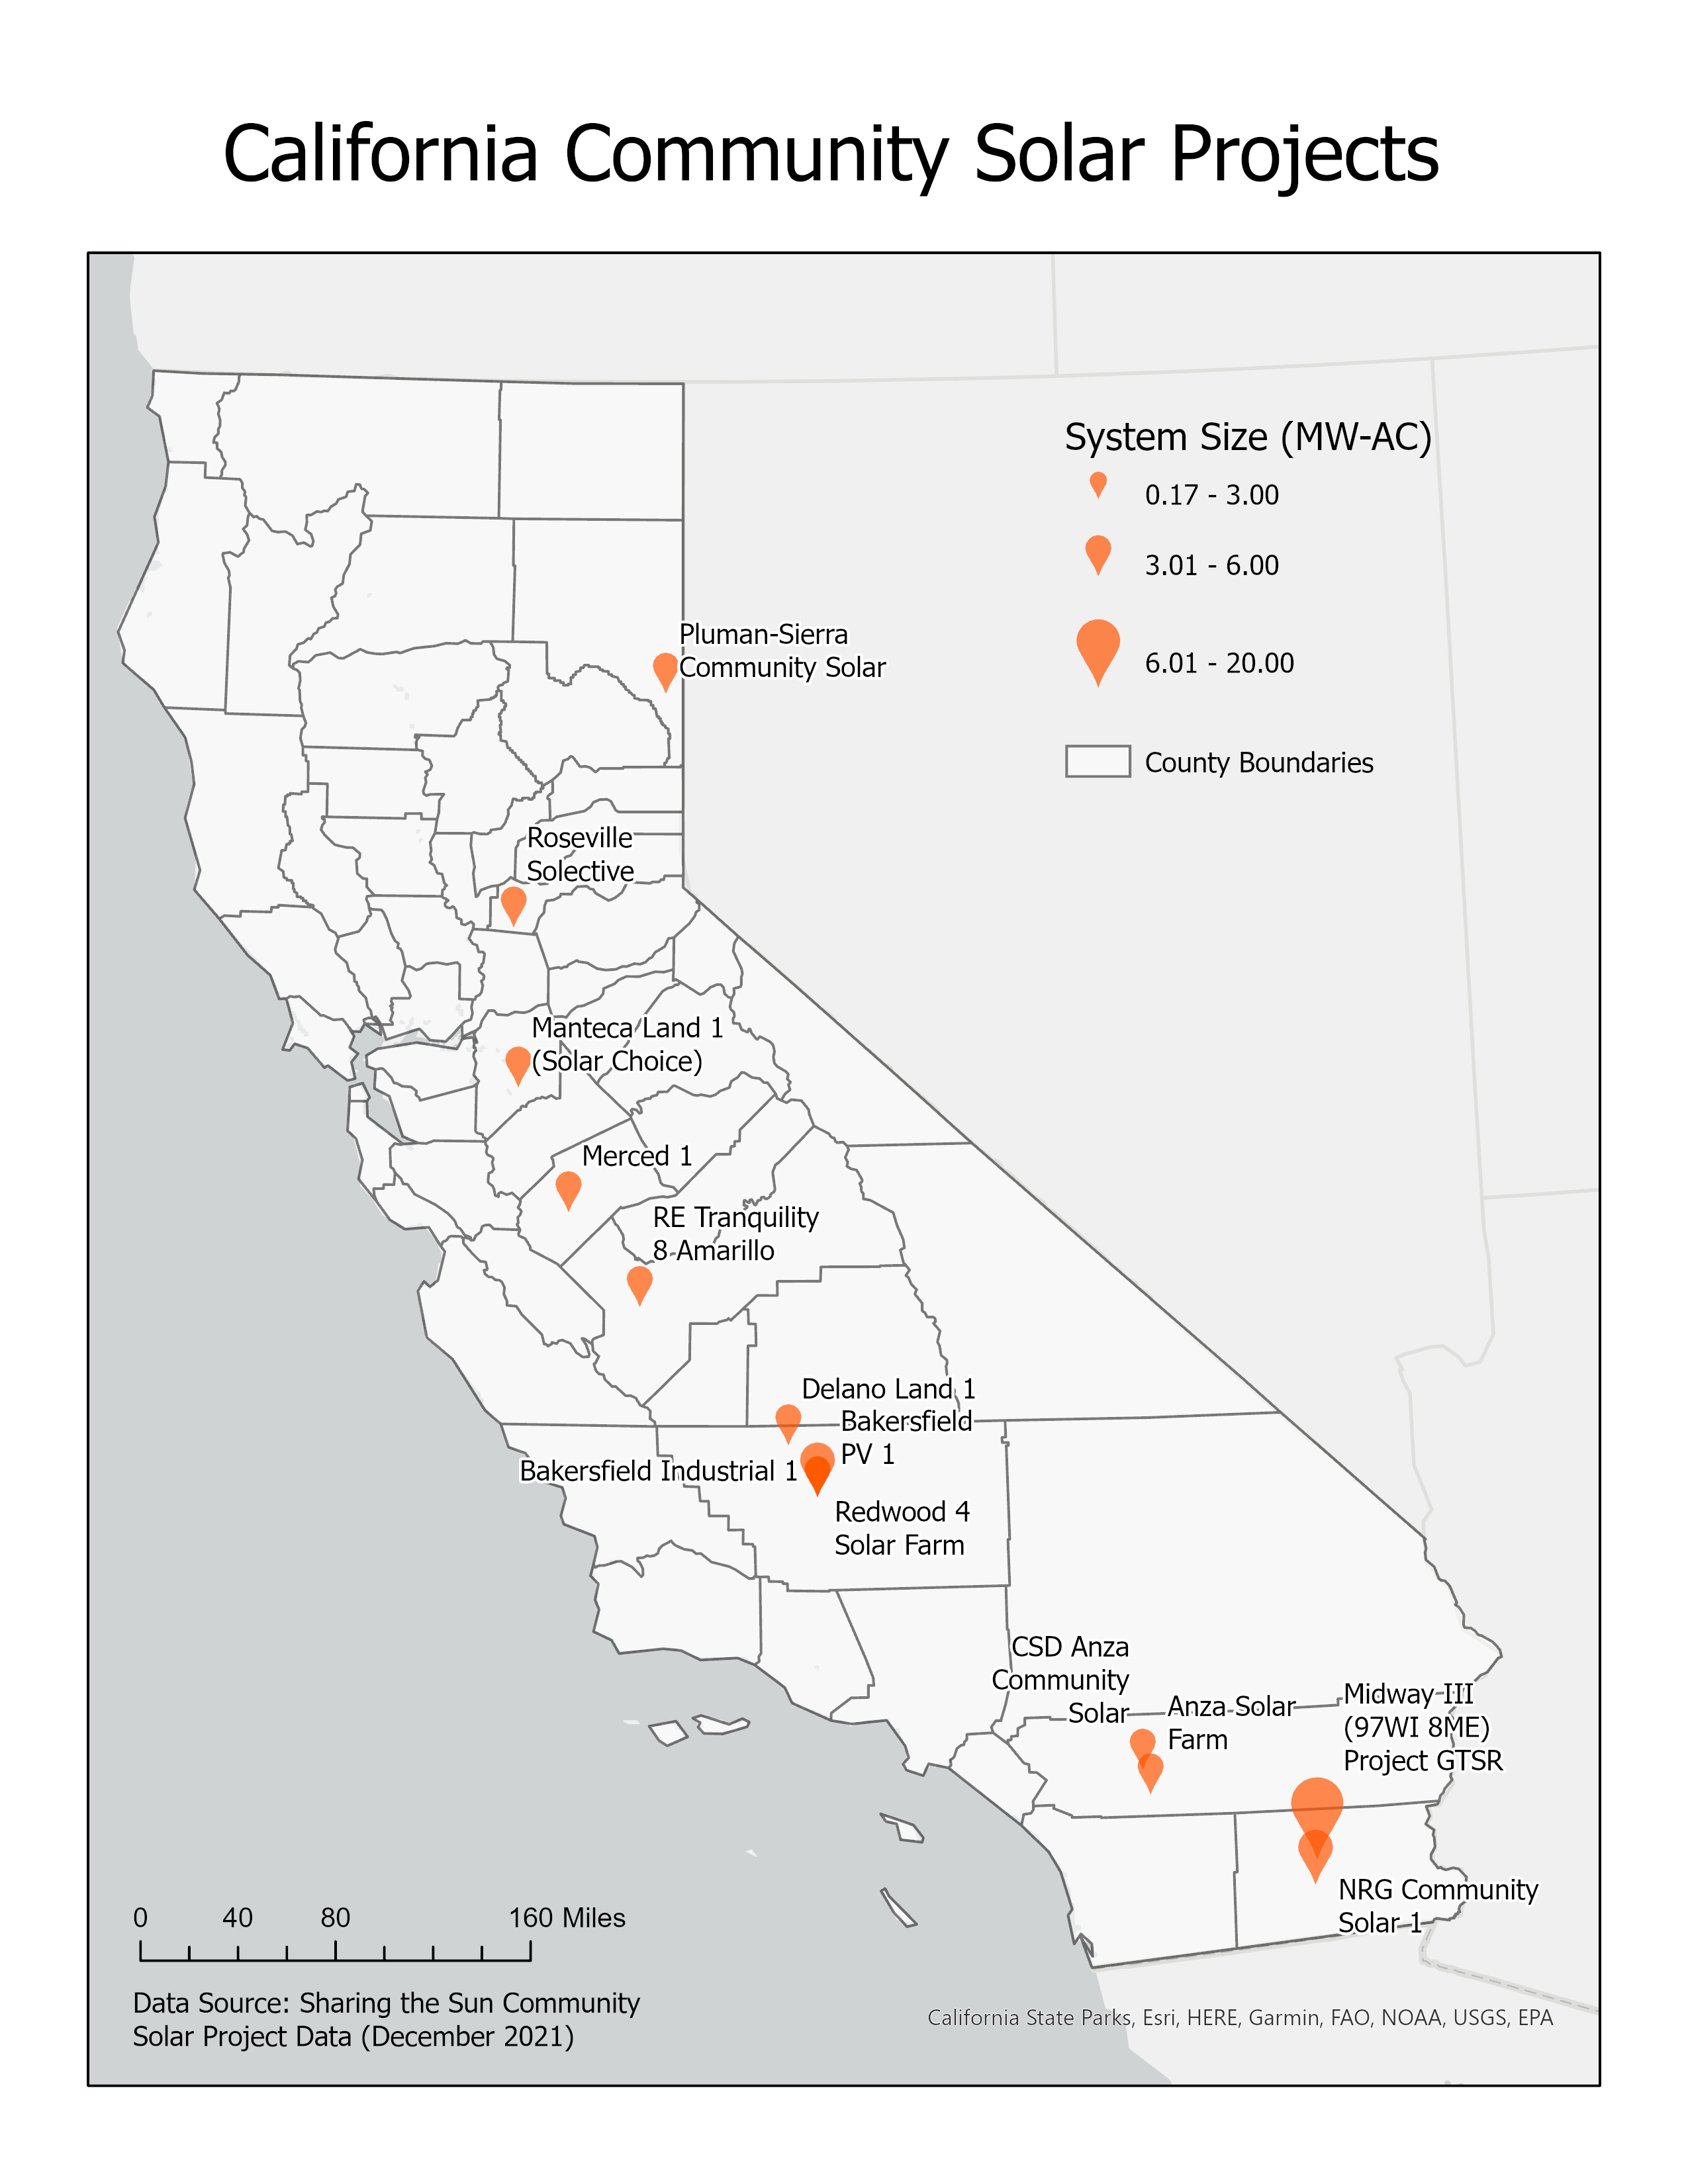 California Community Solar Projects
System Size (MW-AC)
0.17 - 3.00
3.01 - 6.00
6.01 - 20.00
County Boundaries
Pluman-Sierra
Community Solar
Roseville
Solective
Manteca Land 1
(Solar Choice)
Merced 1
RE Tranquility
8 Amarillo
Delano Land 1
Bakersfield
PV 1
Bakersfield Industrial 1
Redwood 4
Solar Farm
CSD Anza
Community
Solar
Anza Solar
Farm
Midway III
(97WI 8ME)
Project GTSR
NRG Community
Solar 1
0 40 80 160 Miles
Data Source: Sharing the Sun Community
Solar Project Data (December 2021)
California State Parks, Esri, HERE, Garmin, FAO, NOAA, USGS, EPA